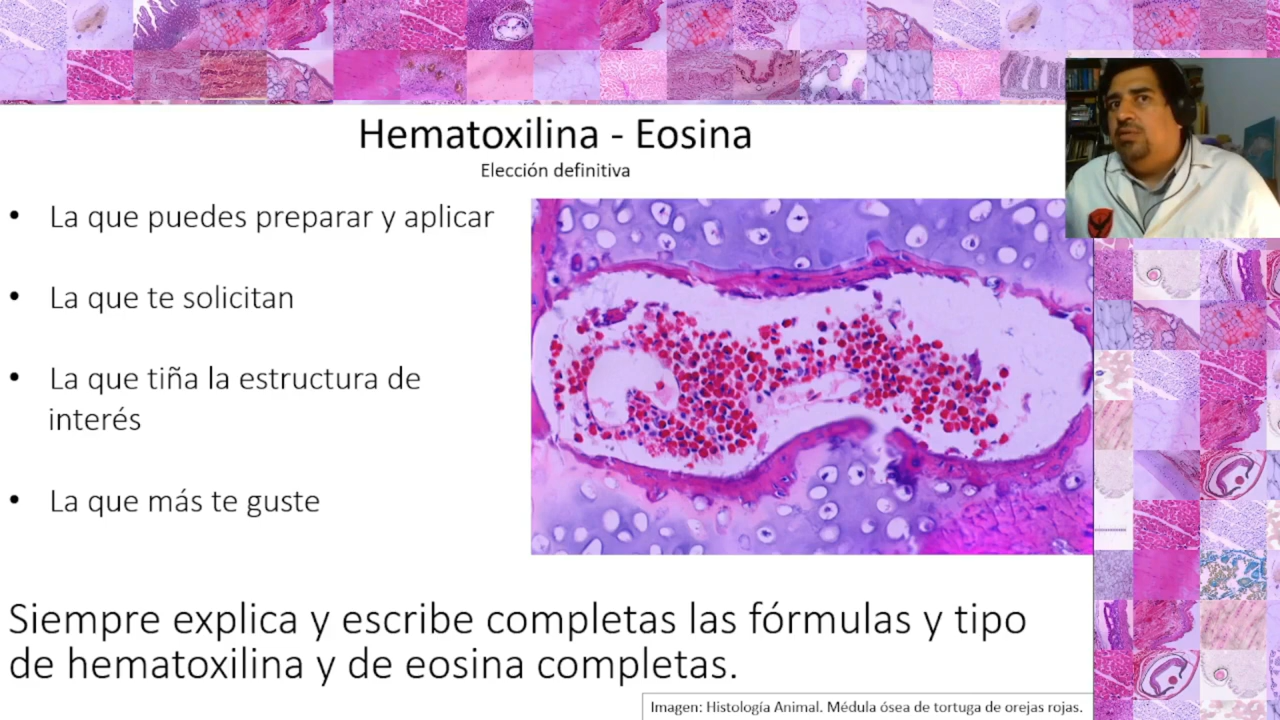 Hematoxilina - Eosina
Elección definitiva
• La que puedes preparar y aplicar
• La que te solicitan
• La que tiña la estructura de
interés
• La que más te guste
Siempre explica y escribe completas las fórmulas y tipo
de hematoxilina y de eosina completas.
Imagen: Histología Animal. Médula ósea de tortuga de orejas rojas.